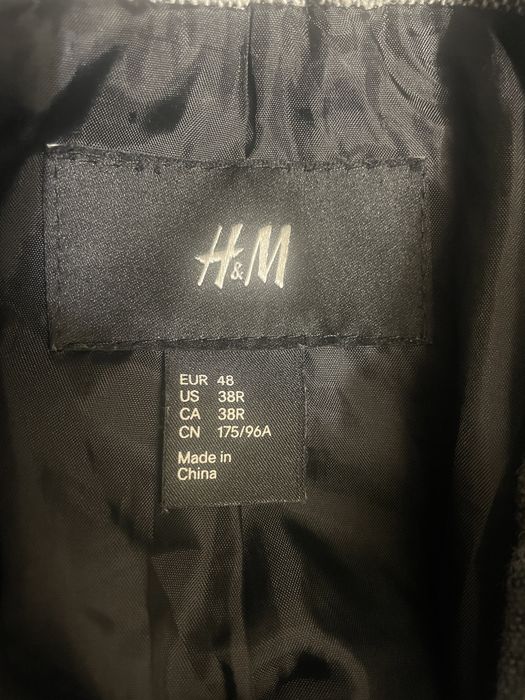 H&M
EUR 48
US 38R
CA 38R
CN 175/96A
Made in
China